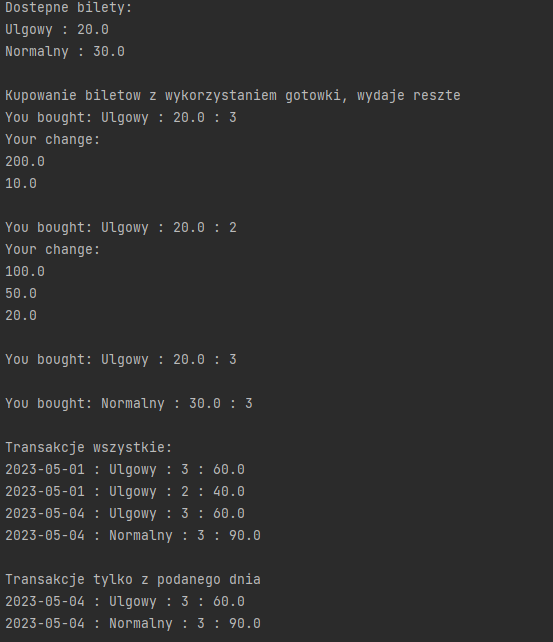 Dostepne bilety:
Ulgowy : 20.0
Normalny : 30.0
Kupowanie biletow z wykorzystaniem gotowki, wydaje reszte
You bought: Ulgowy : 20.0 : 3
Your change:
200.0
10.0
You bought: Ulgowy : 20.0 : 2
Your change:
100.0
50.0
20.0
You bought: Ulgowy : 20.0 : 3
You bought: Normalny : 30.0 : 3
Transakcje wszystkie:
2023-05-01 : Ulgowy : 3 : 60.0
2023-05-01 : Ulgowy : 2 : 40.0
2023-05-04 : Ulgowy : 3 : 60.0
2023-05-04 : Normalny : 3 : 90.0
Transakcje tylko z podanego dnia
2023-05-04 : Ulgowy : 3 : 60.0
2023-05-04 : Normalny : 3 : 90.0